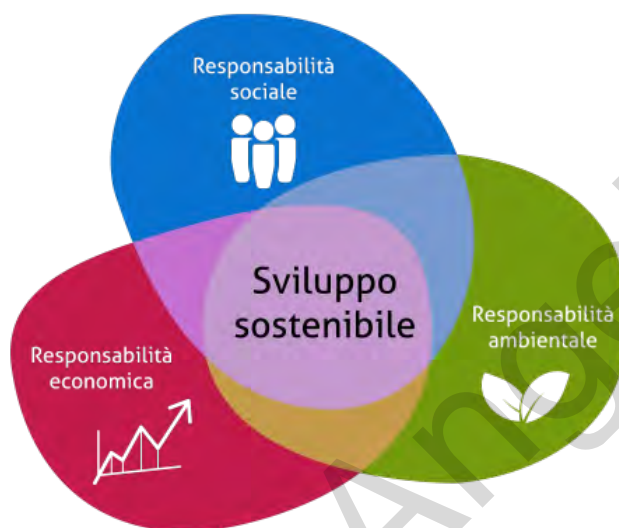 Responsabilità
sociale
Sviluppo
sostenibile
Responsabilità
ambientale
Responsabilità
economica